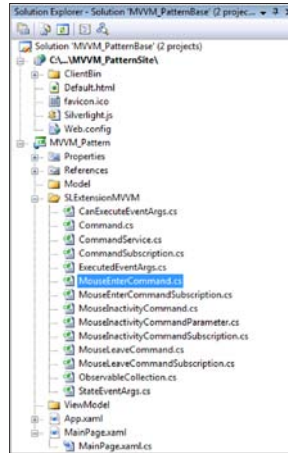 Solution Explorer - Solution 'MVVM_PatternBase' (2 projec...
Solution 'MVVM_PatternBase' (2 projects)
C:\...\MVVM_PatternSite\
ClientBin
Default.html
favicon.ico
Silverlight.js
Web.config
MVVM_Pattern
Properties
References
Model
SLExtensionMVVM
CanExecuteEventArgs.cs
Command.cs
CommandService.cs
CommandSubscription.cs
ExecutedEventArgs.cs
MouseEnterCommand.cs
MouseEnterCommandSubscription.cs
MouseInactivityCommand.cs
MouseInactivityCommandParameter.cs
MouseInactivityCommandSubscription.cs
MouseLeaveCommand.cs
MouseLeaveCommandSubscription.cs
ObservableCollection.cs
StateEventArgs.cs
ViewModel
App.xaml
MainPage.xaml
MainPage.xaml.cs